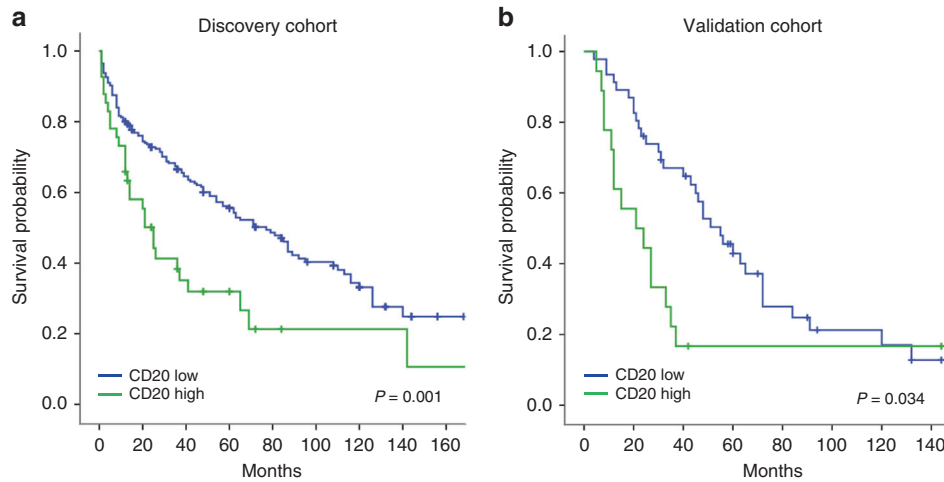 a
Discovery cohort
1.0
0.8
0.6
0.4
0.2
0.0
Survival probability
CD20 low
CD20 high
P = 0.001
0 20 40 60 80 100 120 140 160
Months
b
Validation cohort
1.0
0.8
0.6
0.4
0.2
0.0
Survival probability
CD20 low
CD20 high
P = 0.034
0 20 40 60 80 100 120 140
Months